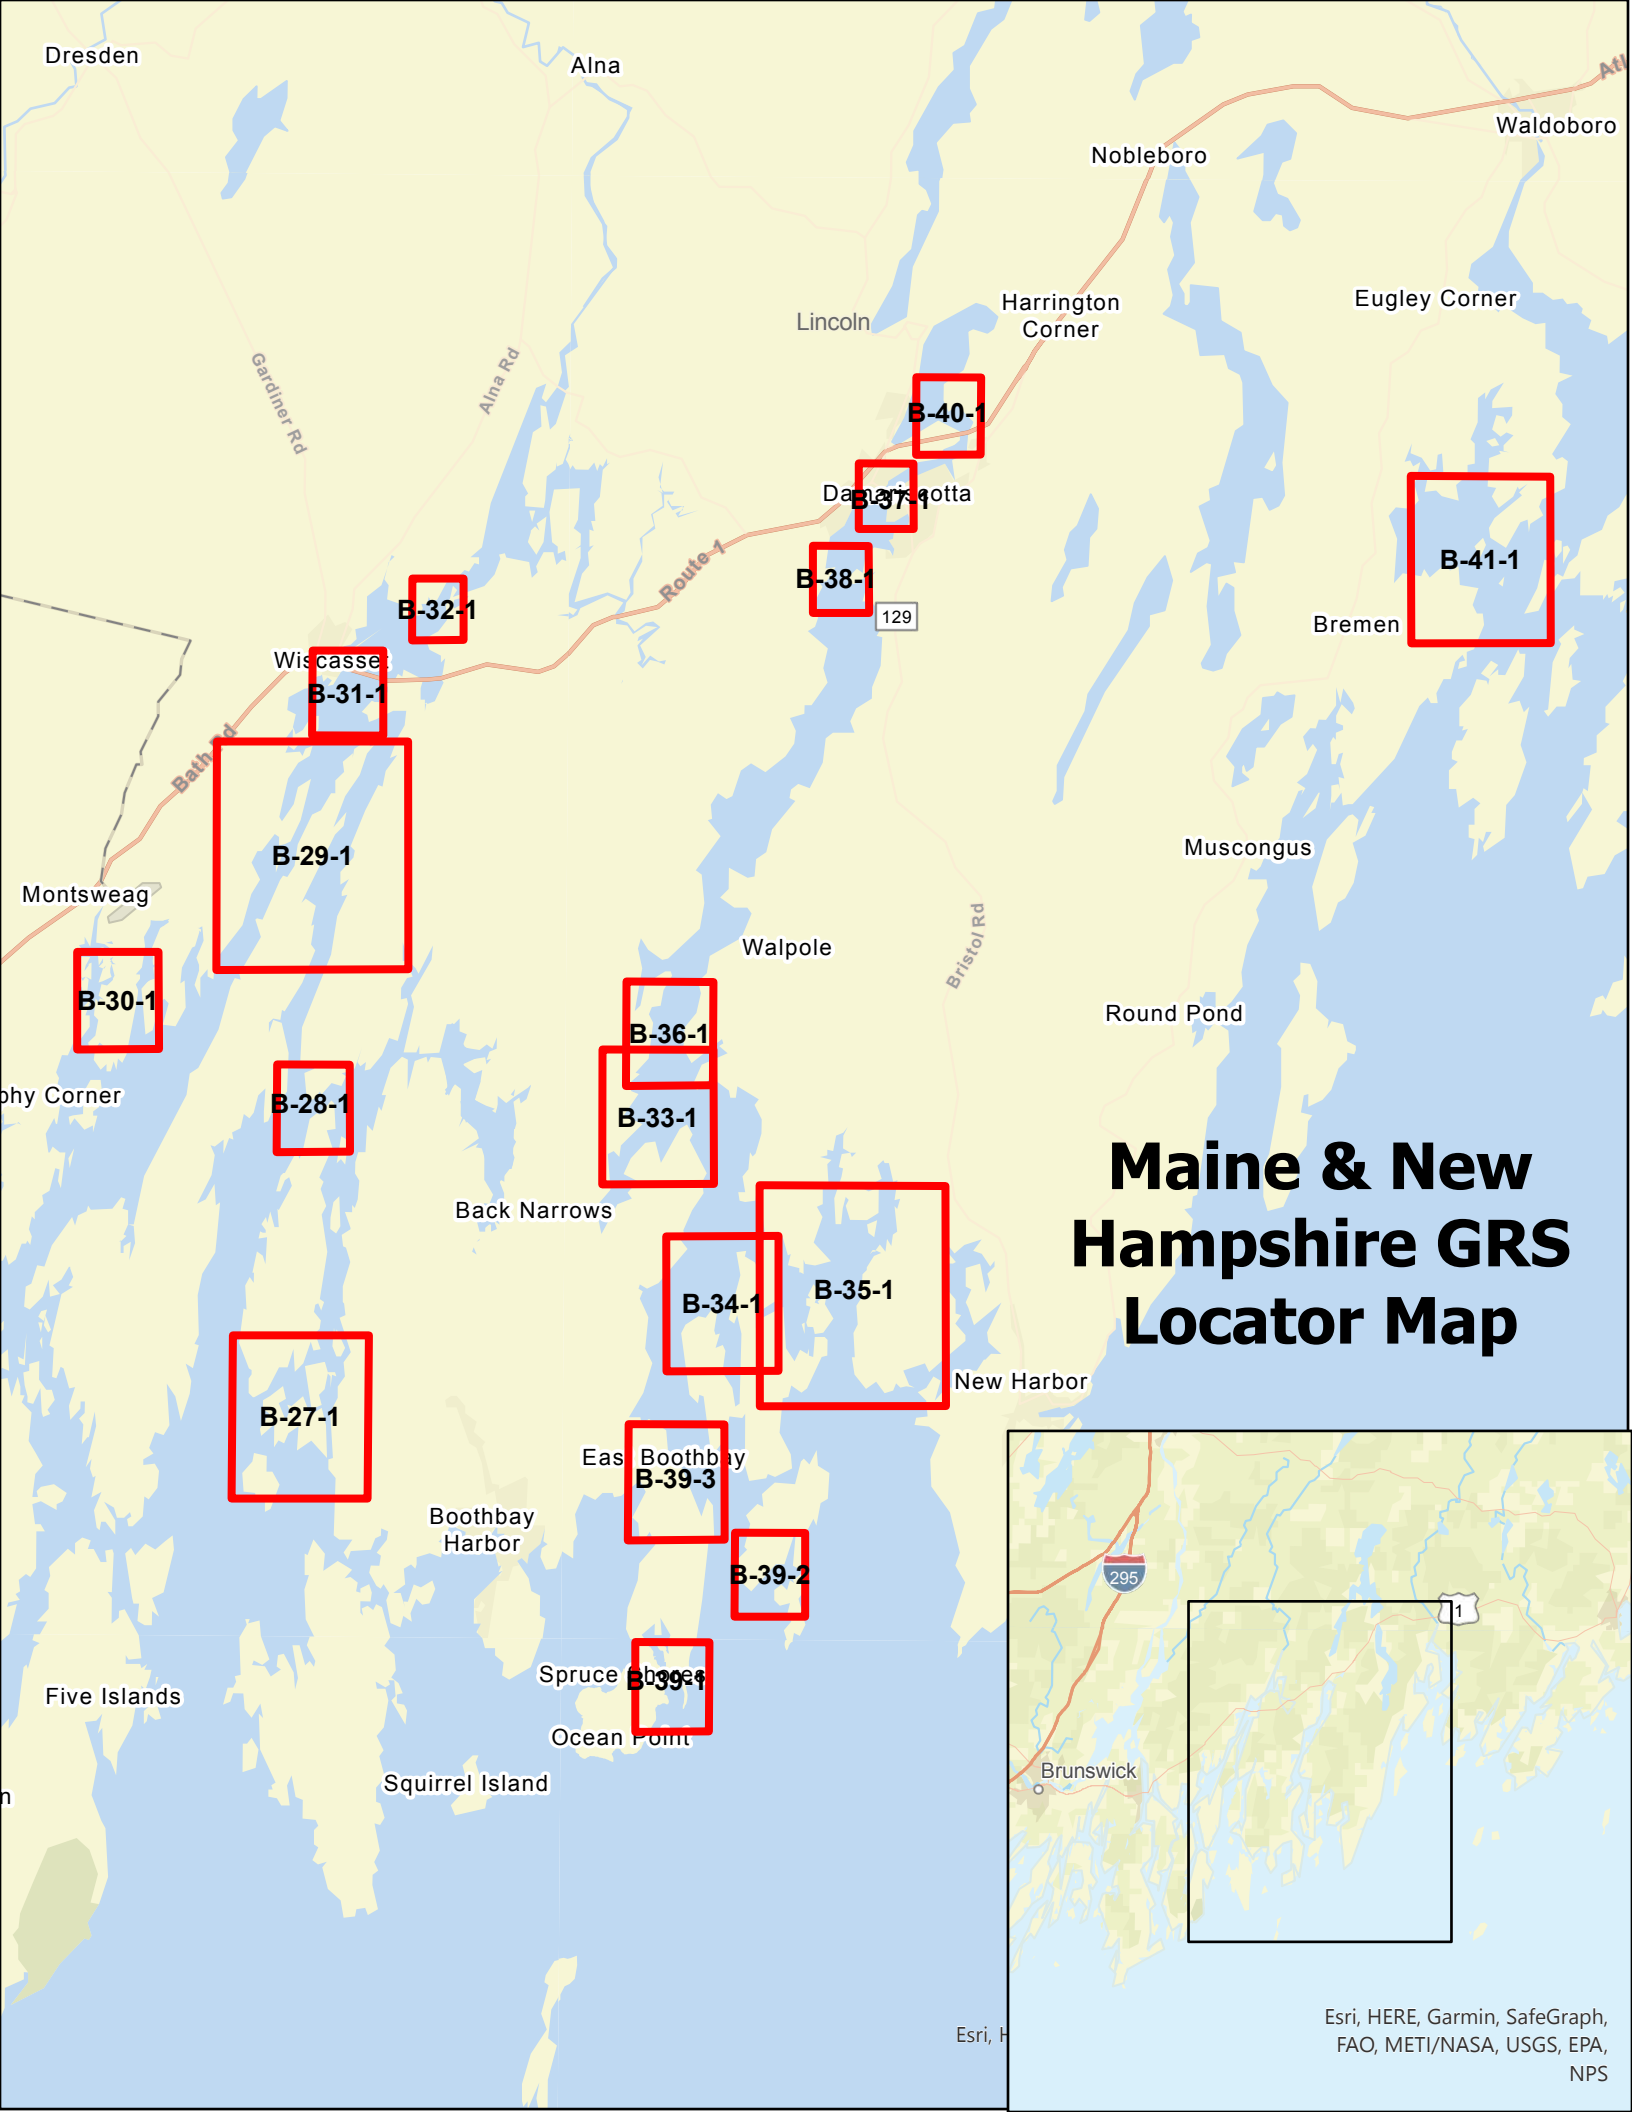 Dresden
Alna
Atl
Waldoboro
Nobleboro
Harrington
Corner
Eugley Corner
Lincoln
Gardiner Rd
Alna Rd
B-40-1
Damariscotta
B-37-1
B-41-1
Route 1
B-38-1
B-32-1
129
Bremen
Wiscasset
B-31-1
Bath Rd
B-29-1
Muscongus
Montsweag
Bristol Rd
Walpole
B-30-1
Round Pond
B-36-1
phy Corner
B-28-1
B-33-1
Maine & New
Hampshire GRS
Locator Map
Back Narrows
B-35-1
B-34-1
New Harbor
B-27-1
East Boothbay
B-39-3
Boothbay
Harbor
B-39-2
Spruce Shores
B-39-1
Five Islands
Ocean Point
Squirrel Island
n
295
1
Brunswick
Esri, H
Esri, HERE, Garmin, SafeGraph,
FAO, METI/NASA, USGS, EPA,
NPS